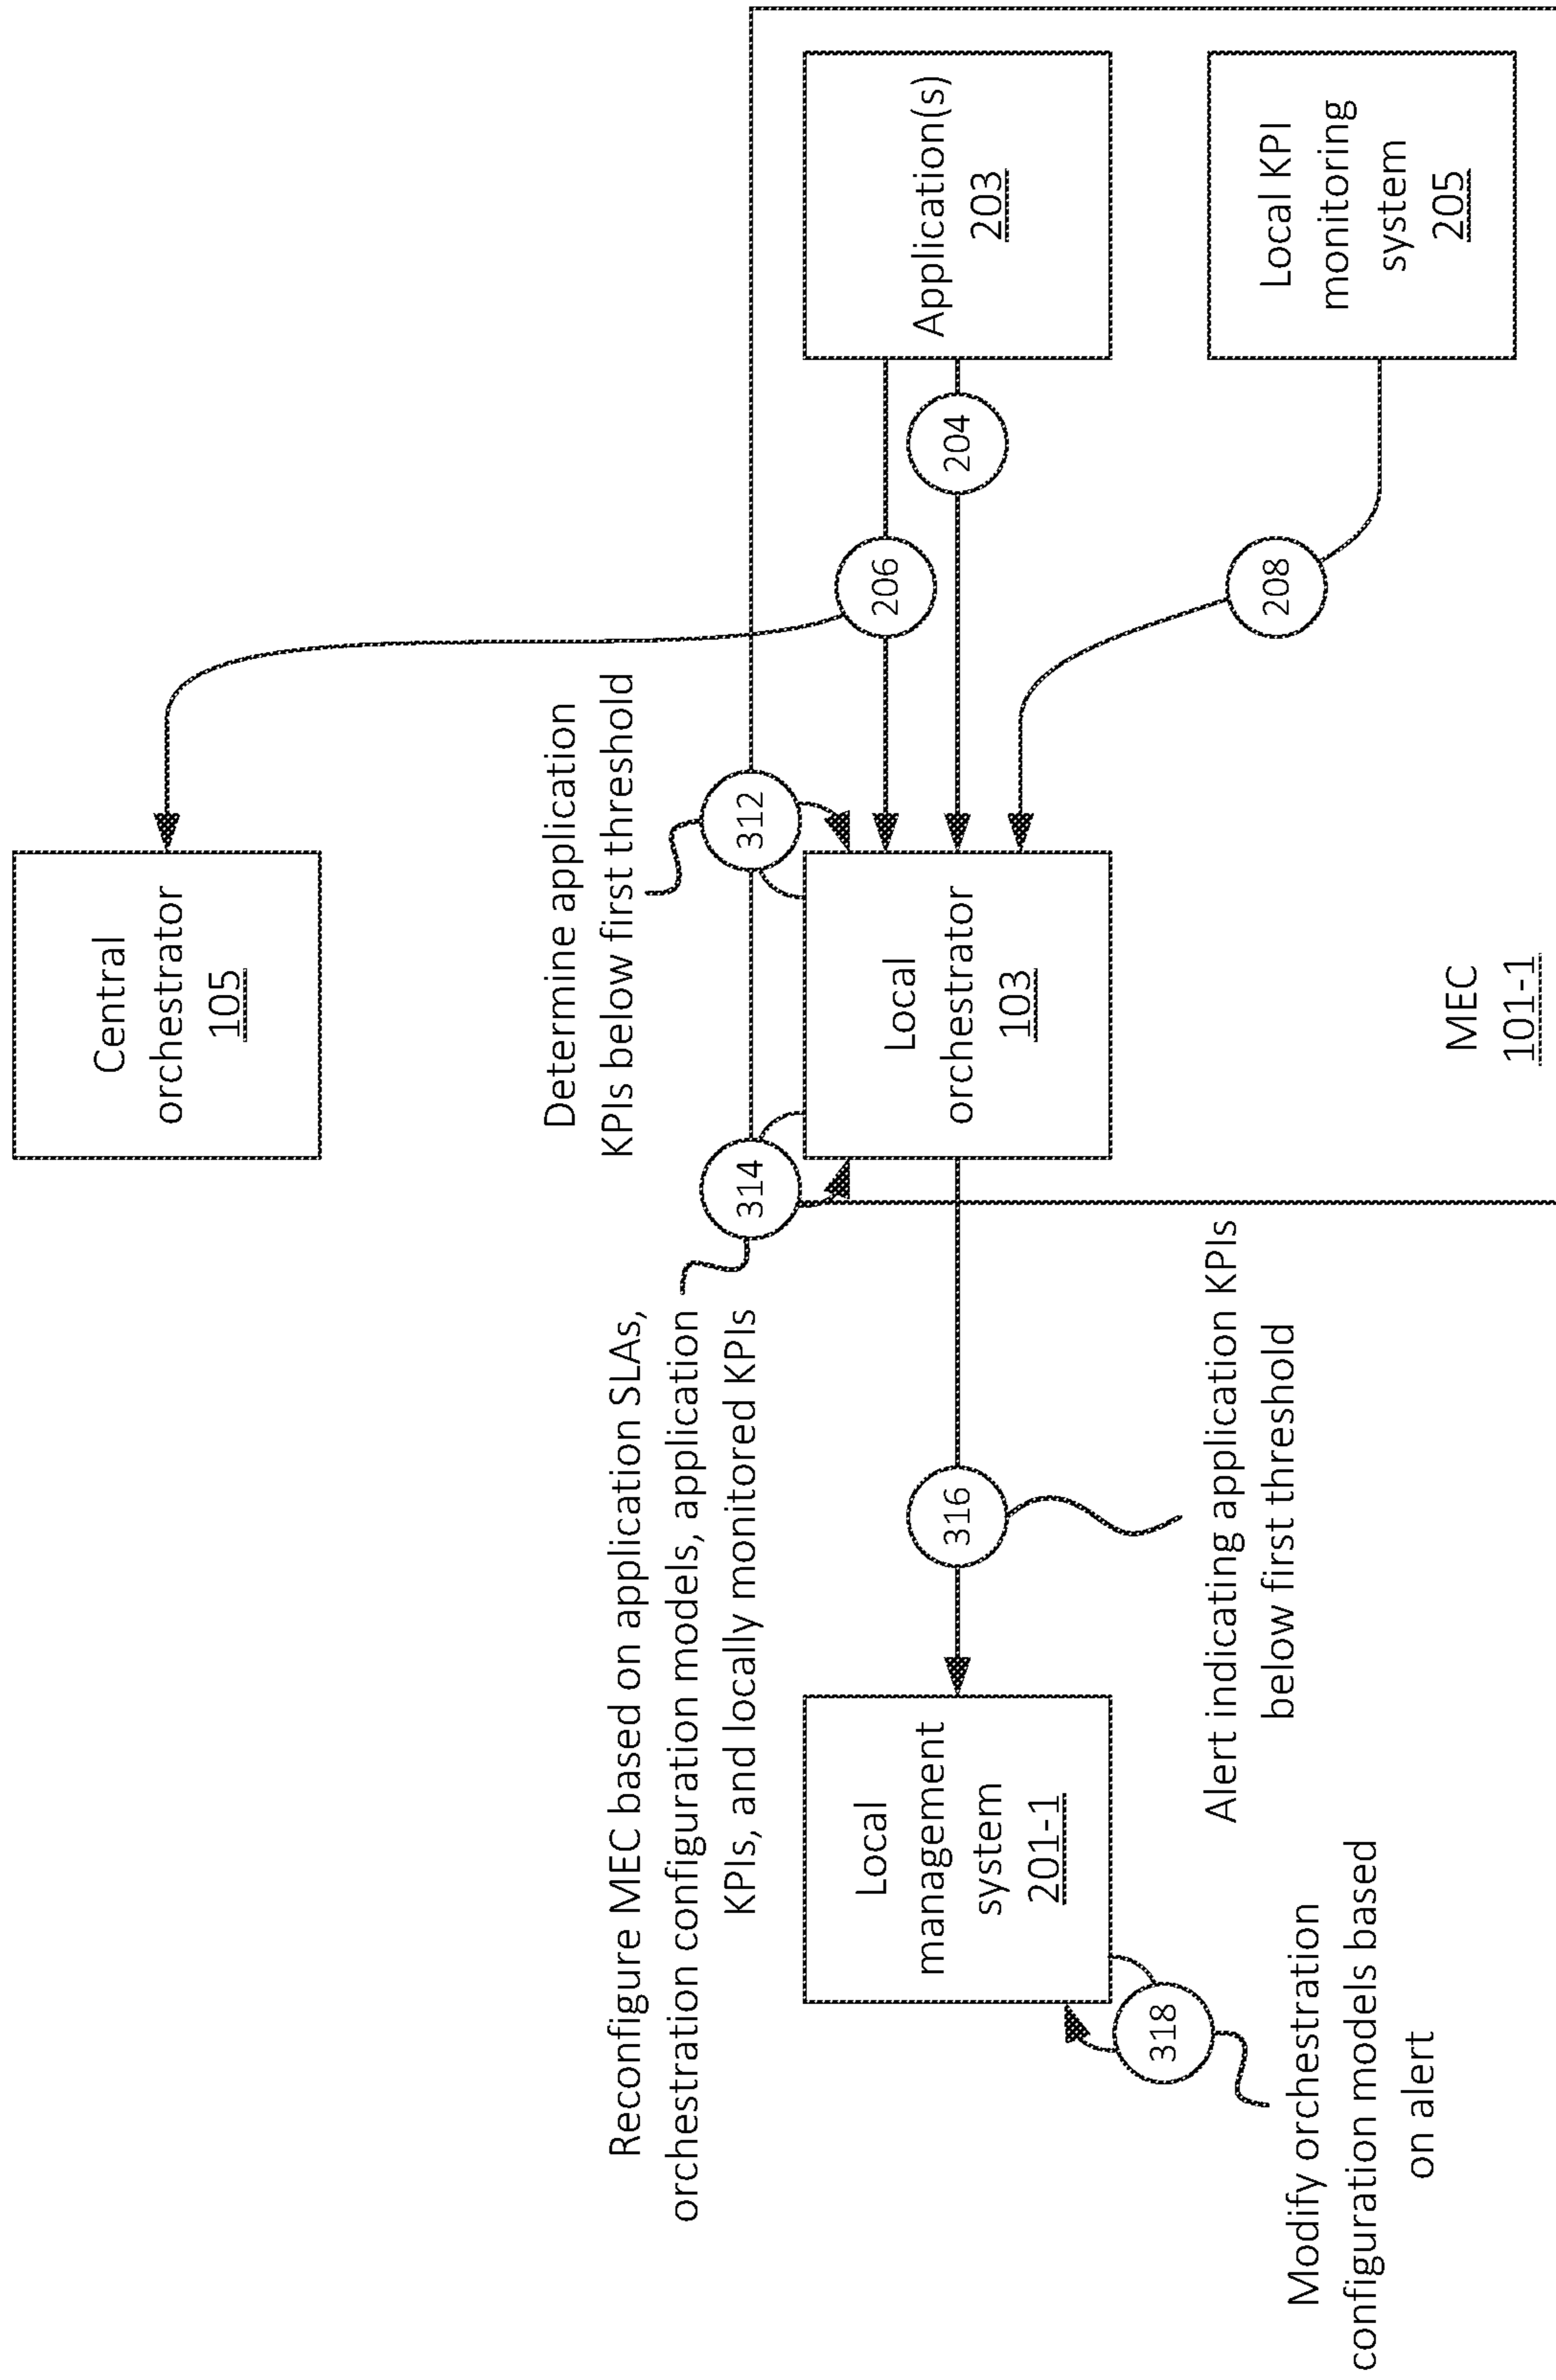 Central
orchestrator
105
Determine application
KPIs below first threshold
Reconfigure MEC based on application SLAs,
orchestration configuration models, application
KPIs, and locally monitored KPIs
314
312
206
204
208
316
318
Application(s)
203
Local KPI
monitoring
system
205
Local
orchestrator
103
Local
management
system
201-1
Alert indicating application KPIs
below first threshold
Modify orchestration
configuration models based
on alert
MEC
101-1